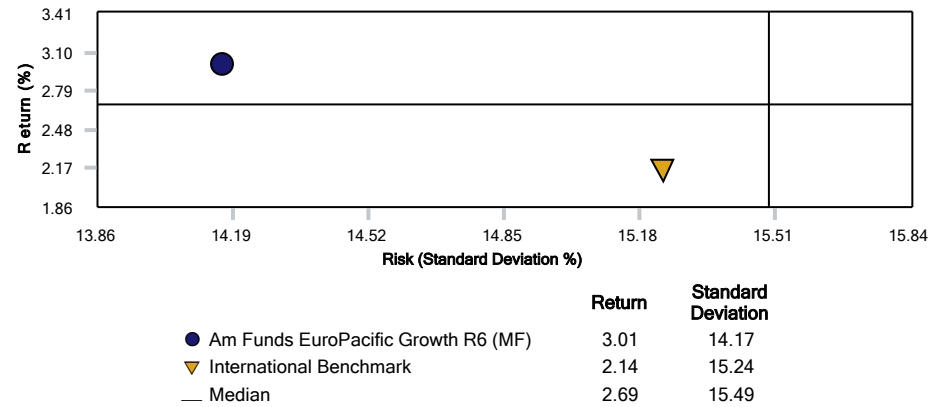 3.41
3.10
2.79
2.48
2.17
1.86
Return (%)
13.86 14.19 14.52 14.85 15.18 15.51 15.84
Risk (Standard Deviation %)
Return Standard Deviation
Am Funds EuroPacific Growth R6 (MF) 3.01 14.17
International Benchmark 2.14 15.24
Median 2.69 15.49